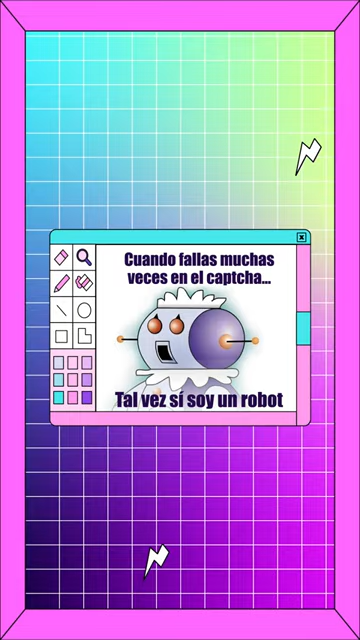 Cuando fallas muchas
veces en el captcha...
Tal vez sí soy un robot